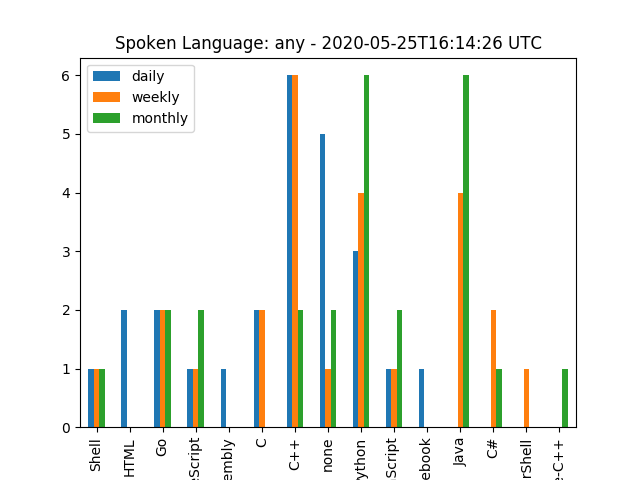 Spoken Language: any - 2020-05-25T16:14:26 UTC
daily
weekly
monthly
6
5
4
3
2
1
0
Shell
HTML
Go
eScript
embly
C
C++
none
ython
Script
ebook
Java
C#
rShell
e-C++